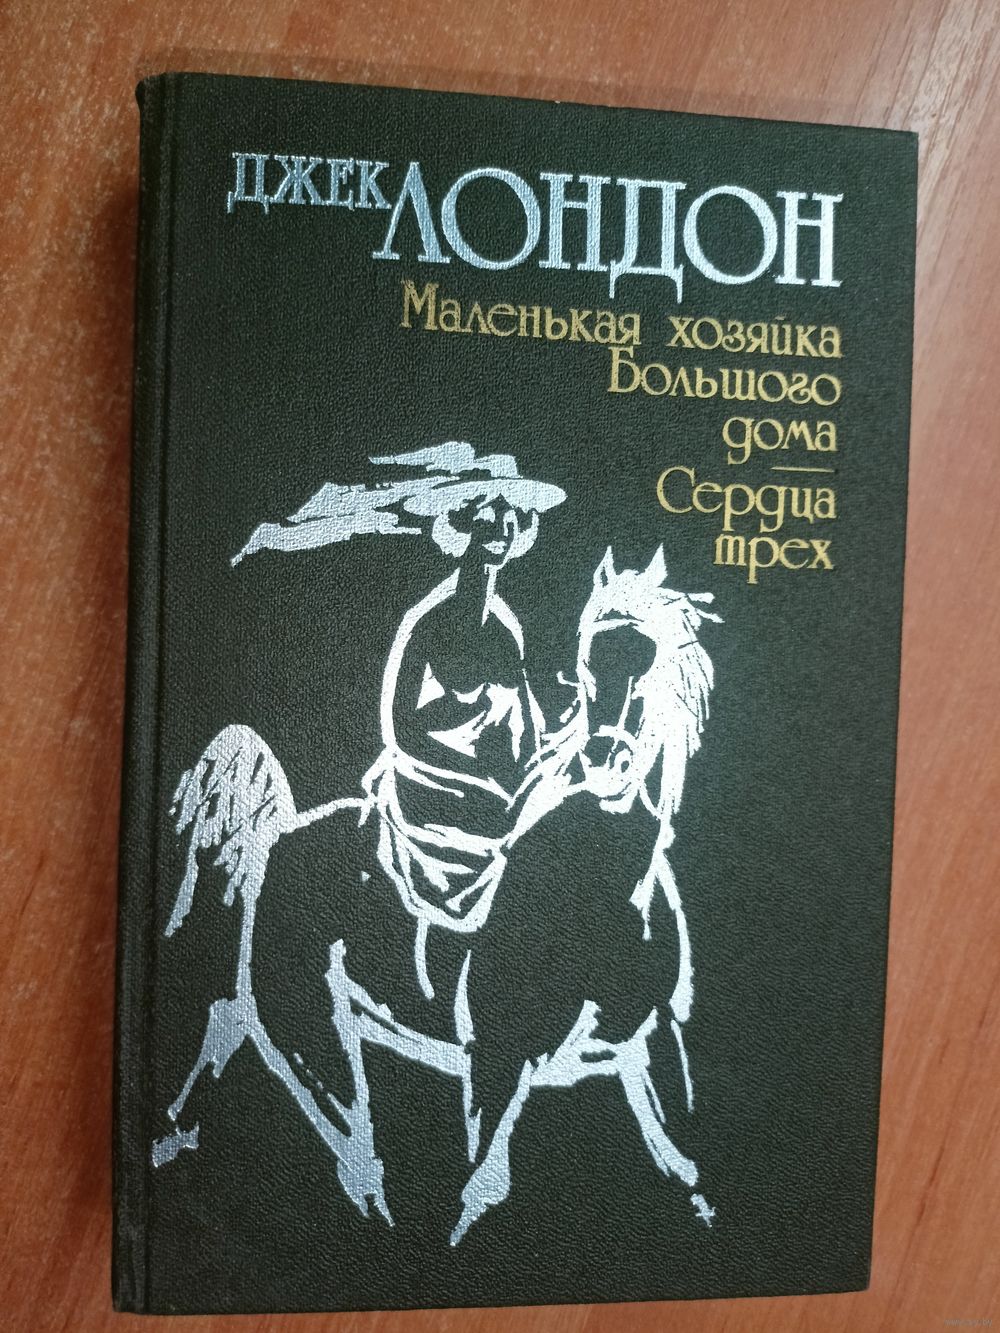 ДЖЕК ЛОНДОН
Маленькая хозяйка
Большого
дома
Сердца
трех